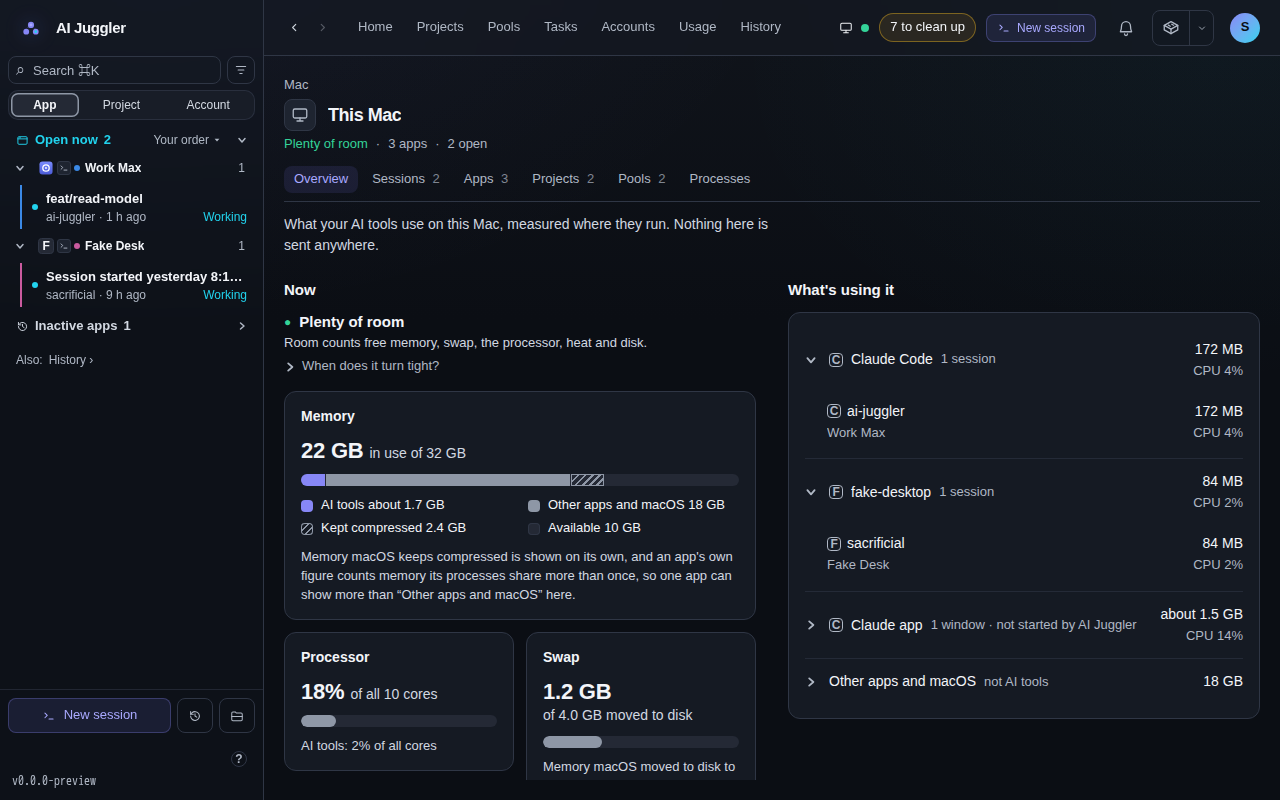 AI Juggler
Search ⌘K
App
Project
Account
Open now 2
Your order
Work Max
1
feat/read-model
ai-juggler · 1 h ago
Working
F
Fake Desk
1
Session started yesterday 8:1…
sacrificial · 9 h ago
Working
Inactive apps 1
Also: History ›
New session
?
v0.0.0-preview
Home
Projects
Pools
Tasks
Accounts
Usage
History
7 to clean up
New session
S
Mac
This Mac
Plenty of room · 3 apps · 2 open
Overview
Sessions 2
Apps 3
Projects 2
Pools 2
Processes
What your AI tools use on this Mac, measured where they run. Nothing here is
sent anywhere.
Now
Plenty of room
Room counts free memory, swap, the processor, heat and disk.
When does it turn tight?
Memory
22 GB in use of 32 GB
AI tools about 1.7 GB
Other apps and macOS 18 GB
Kept compressed 2.4 GB
Available 10 GB
Memory macOS keeps compressed is shown on its own, and an app's own
figure counts memory its processes share more than once, so one app can
show more than “Other apps and macOS” here.
Processor
18% of all 10 cores
AI tools: 2% of all cores
Swap
1.2 GB
of 4.0 GB moved to disk
Memory macOS moved to disk to
What's using it
C Claude Code 1 session
172 MB
CPU 4%
C ai-juggler
172 MB
Work Max
CPU 4%
F fake-desktop 1 session
84 MB
CPU 2%
F sacrificial
84 MB
Fake Desk
CPU 2%
C Claude app 1 window · not started by AI Juggler
about 1.5 GB
CPU 14%
Other apps and macOS not AI tools
18 GB